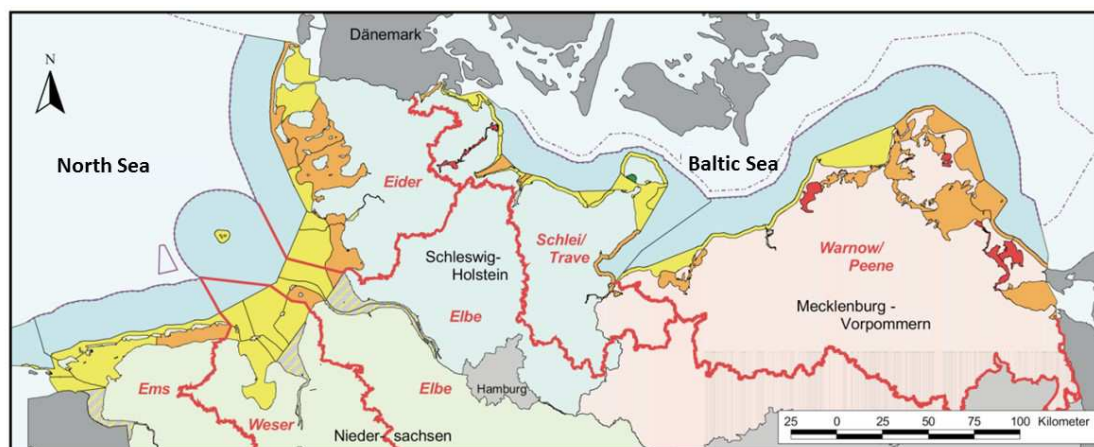 Dänemark
N
North Sea
Baltic Sea
Eider
Schlei/
Trave
Warnow/
Peene
Schleswig-
Holstein
Mecklenburg -
Vorpommern
Elbe
Ems
Elbe
Hamburg
Weser
Nieder-sachsen
25 0 25 50 75 100 Kilometer